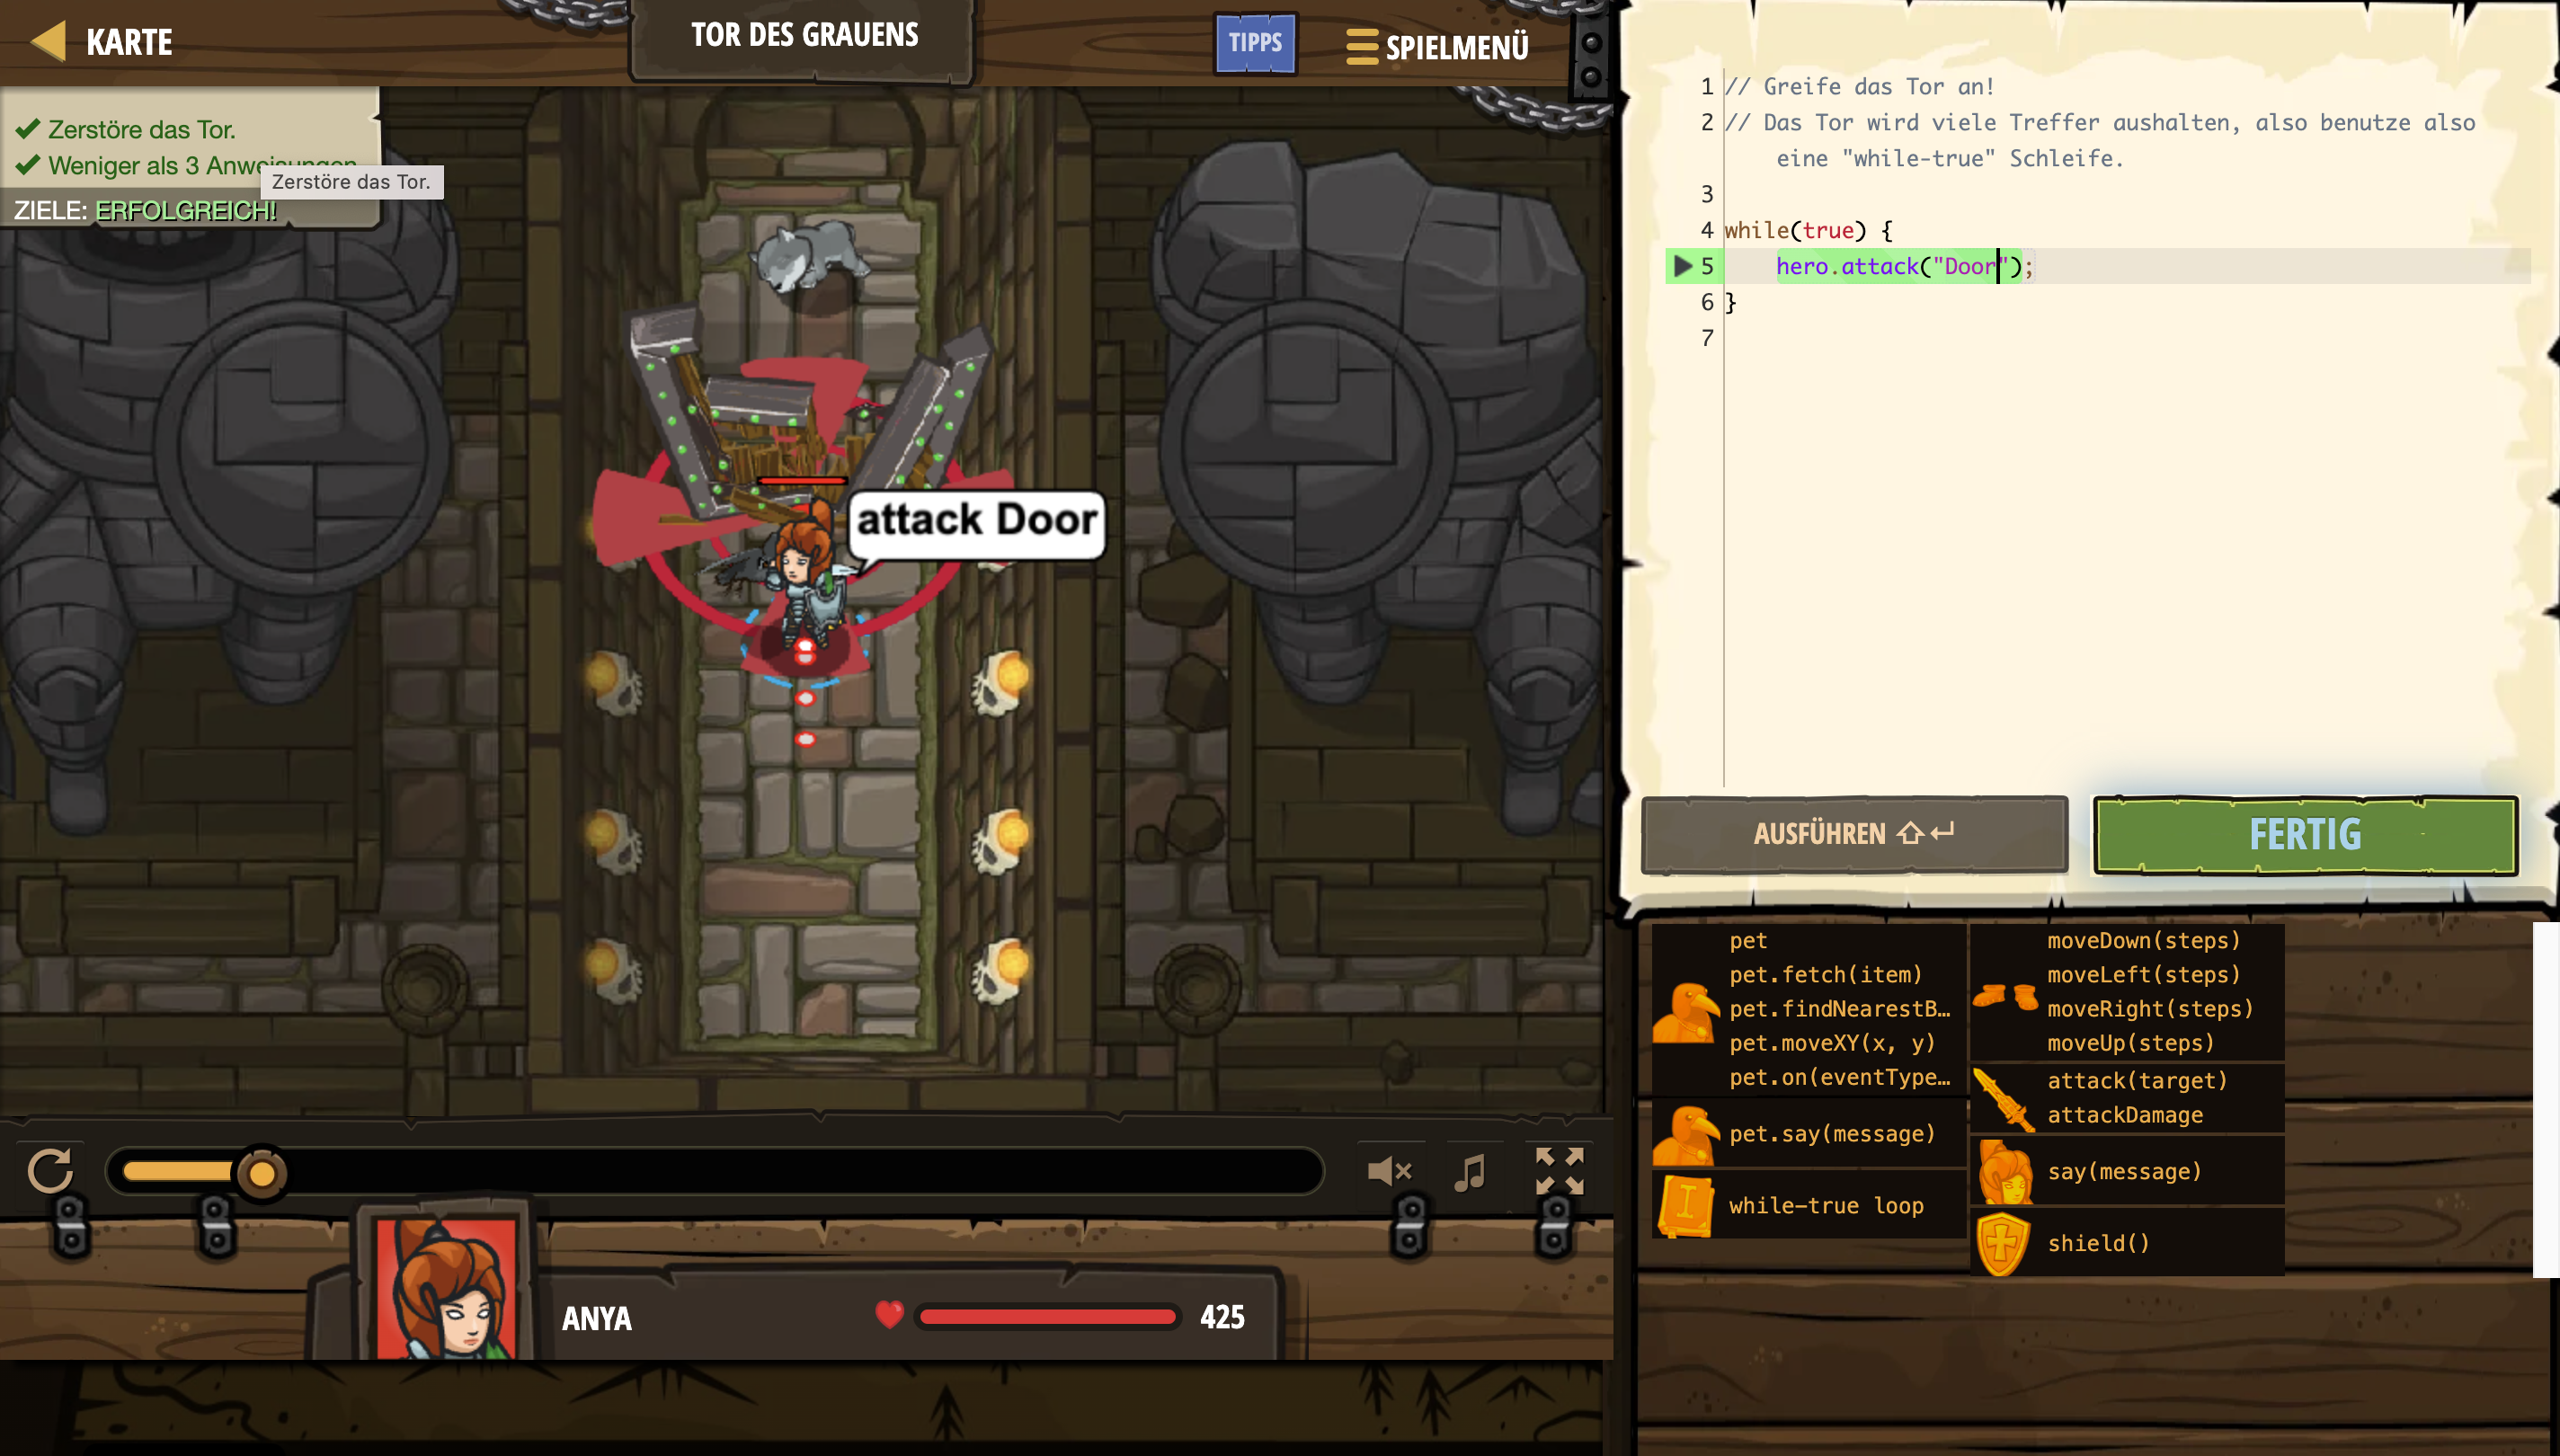 KARTE
TOR DES GRAUENS
TIPPS
SPIELMENÜ
Zerstöre das Tor.
Weniger als 3 Anweisungen
Zerstöre das Tor.
ZIELE: ERFOLGREICH!
attack Door
1 // Greife das Tor an!
2 // Das Tor wird viele Treffer aushalten, also benutze also
eine "while-true" Schleife.
3
4 while(true) {
5 hero.attack("Door");
6 }
7
AUSFÜHREN
FERTIG
pet
pet.fetch(item)
pet.findNearestB…
pet.moveXY(x, y)
pet.on(eventType…
pet.say(message)
while-true loop
moveDown(steps)
moveLeft(steps)
moveRight(steps)
moveUp(steps)
attack(target)
attackDamage
say(message)
shield()
ANYA
425